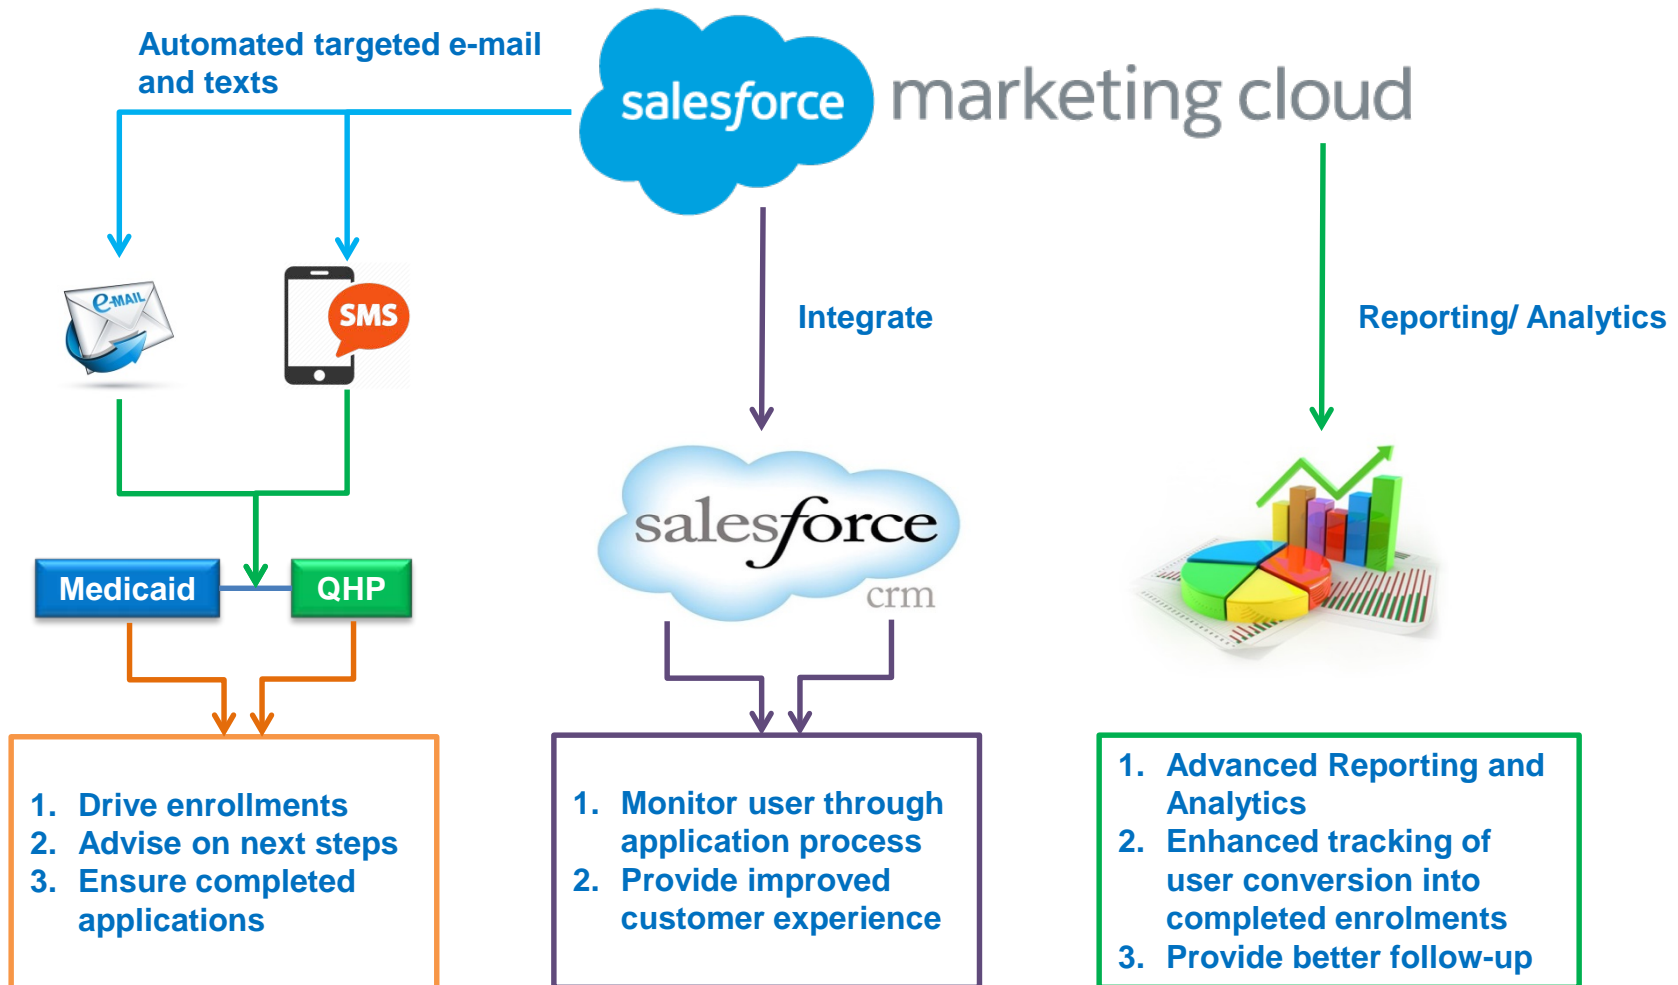 Automated targeted e-mail
and texts
salesforce marketing cloud
e-MAIL
SMS
Integrate
Reporting/ Analytics
salesforce
crm
Medicaid
QHP
1. Drive enrollments
2. Advise on next steps
3. Ensure completed
applications
1. Monitor user through
application process
2. Provide improved
customer experience
1. Advanced Reporting and
Analytics
2. Enhanced tracking of
user conversion into
completed enrolments
3. Provide better follow-up